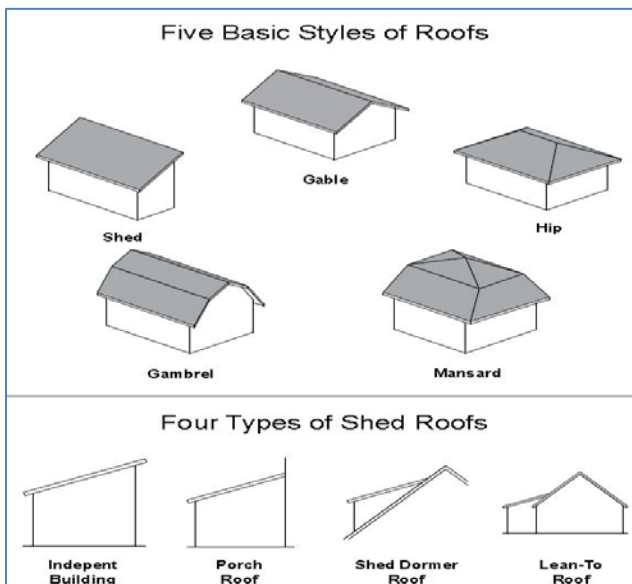 Five Basic Styles of Roofs
Gable
Shed
Hip
Gambrel
Mansard
Four Types of Shed Roofs
Indepent
Building
Porch
Roof
Shed Dormer
Roof
Lean-To
Roof